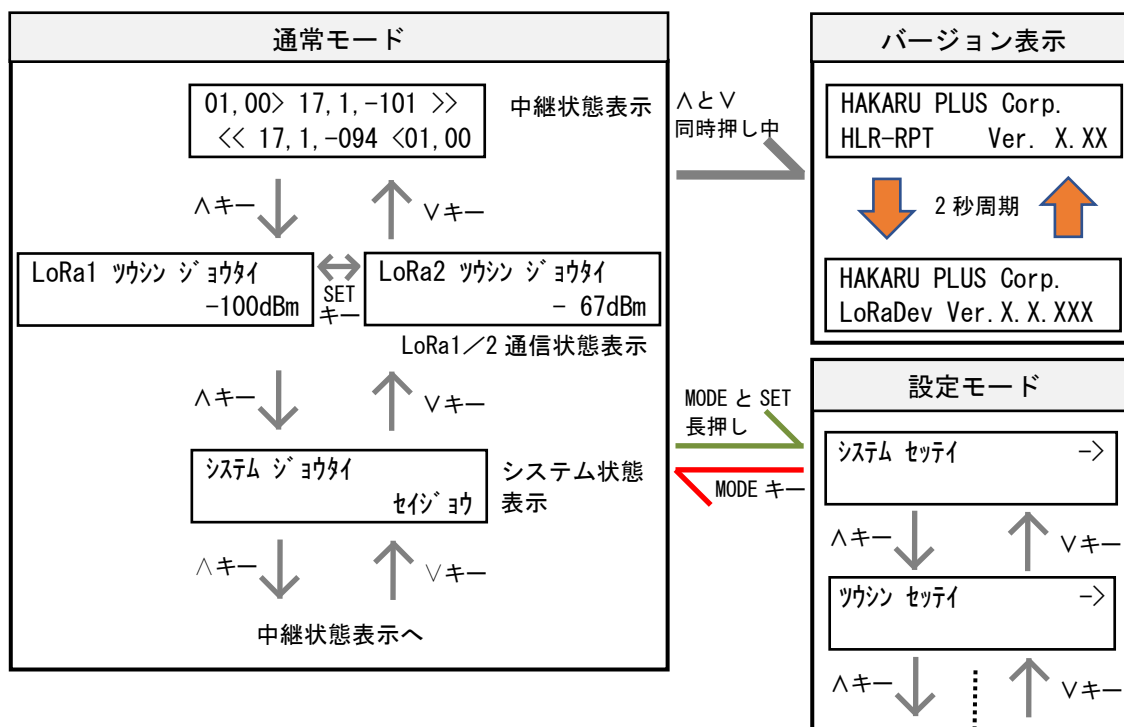 通常モード
01,00> 17,1,-101 >>
<< 17,1,-094 <01,00
中継状態表示
∧キー
∨キー
LoRa1 ﾂｳｼﾝ ｼﾞｮｳﾀｲ
-100dBm
SET
キー
LoRa2 ﾂｳｼﾝ ｼﾞｮｳﾀｲ
- 67dBm
LoRa1／2 通信状態表示
∧キー
∨キー
ｼｽﾃﾑ ｼﾞｮｳﾀｲ
ｾｲｼﾞｮｳ
システム状態
表示
∧キー
∨キー
中継状態表示へ
∧と∨
同時押し中
MODE と SET
長押し
MODE キー
バージョン表示
HAKARU PLUS Corp.
HLR-RPT Ver. X.XX
2 秒周期
HAKARU PLUS Corp.
LoRaDev Ver.X.X.XXX
設定モード
ｼｽﾃﾑ ｾｯﾃｲ ->
∧キー
∨キー
ﾂｳｼﾝ ｾｯﾃｲ ->
∧キー
∨キー